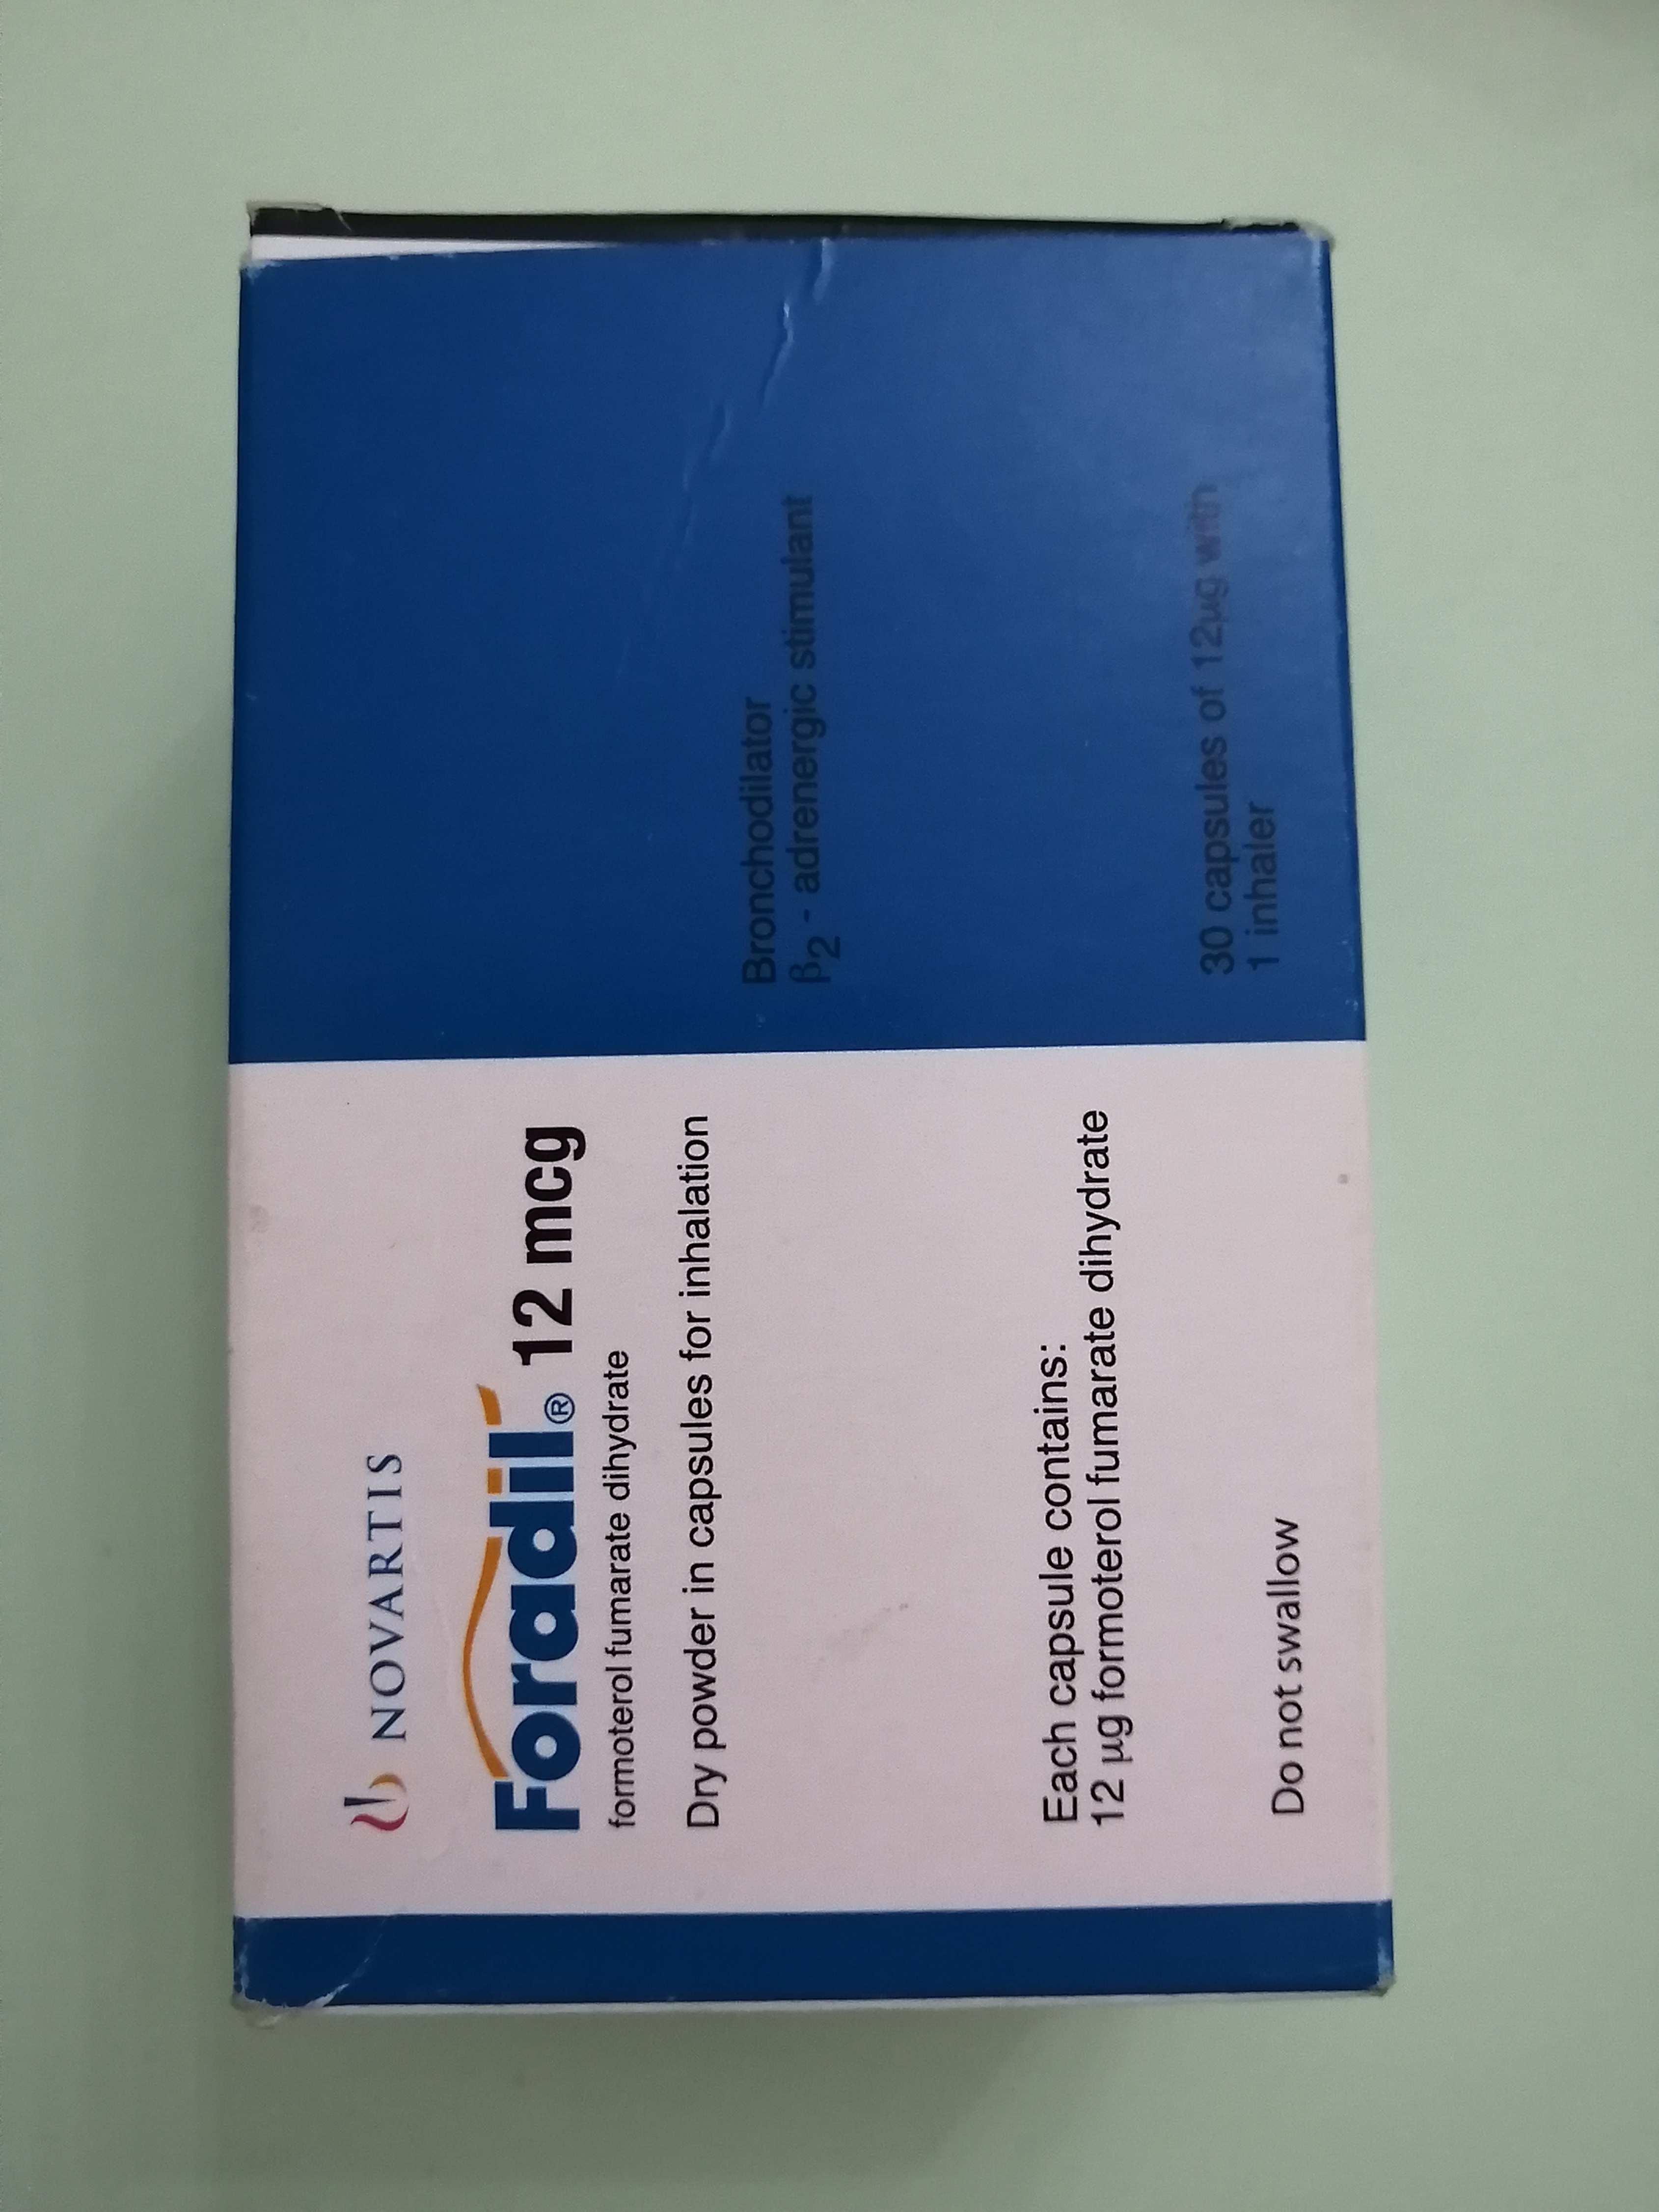 NOVARTIS
Foradil® 12 mcg
formoterol fumarate dihydrate
Dry powder in capsules for inhalation
Each capsule contains:
12 µg formoterol fumarate dihydrate
Do not swallow
Bronchodilator
β₂ - adrenergic stimulant
30 capsules of 12µg with
1 inhaler